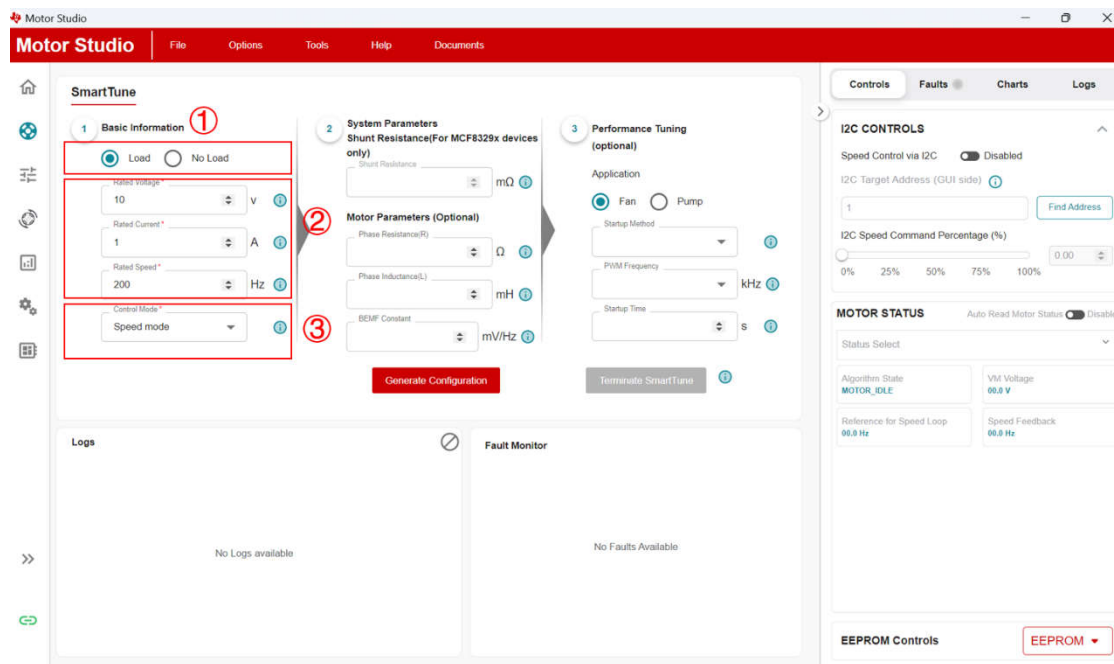 Motor Studio
Motor Studio
File
Options
Tools
Help
Documents
SmartTune
1
Basic Information
①
Load
No Load
Rated Voltage *
10
V
Rated Current *
1
A
②
Rated Speed *
200
Hz
Control Mode *
Speed mode
③
2
System Parameters
Shunt Resistance(For MCF8329x devices
only)
Shunt Resistance
mΩ
Motor Parameters (Optional)
Phase Resistance(R)
Ω
Phase Inductance(L)
mH
BEMF Constant
mV/Hz
3
Performance Tuning
(optional)
Application
Fan
Pump
Startup Method
PWM Frequency
kHz
Startup Time
s
Generate Configuration
Terminate SmartTune
Logs
No Logs available
Fault Monitor
No Faults Available
Controls
Faults
Charts
Logs
I2C CONTROLS
Speed Control via I2C
Disabled
I2C Target Address (GUI side)
1
Find Address
I2C Speed Command Percentage (%)
0.00
0%
25%
50%
75%
100%
MOTOR STATUS
Auto Read Motor Status
Disable
Status Select
Algorithm State
MOTOR_IDLE
VM Voltage
00.0 V
Reference for Speed Loop
00.0 Hz
Speed Feedback
00.0 Hz
EEPROM Controls
EEPROM